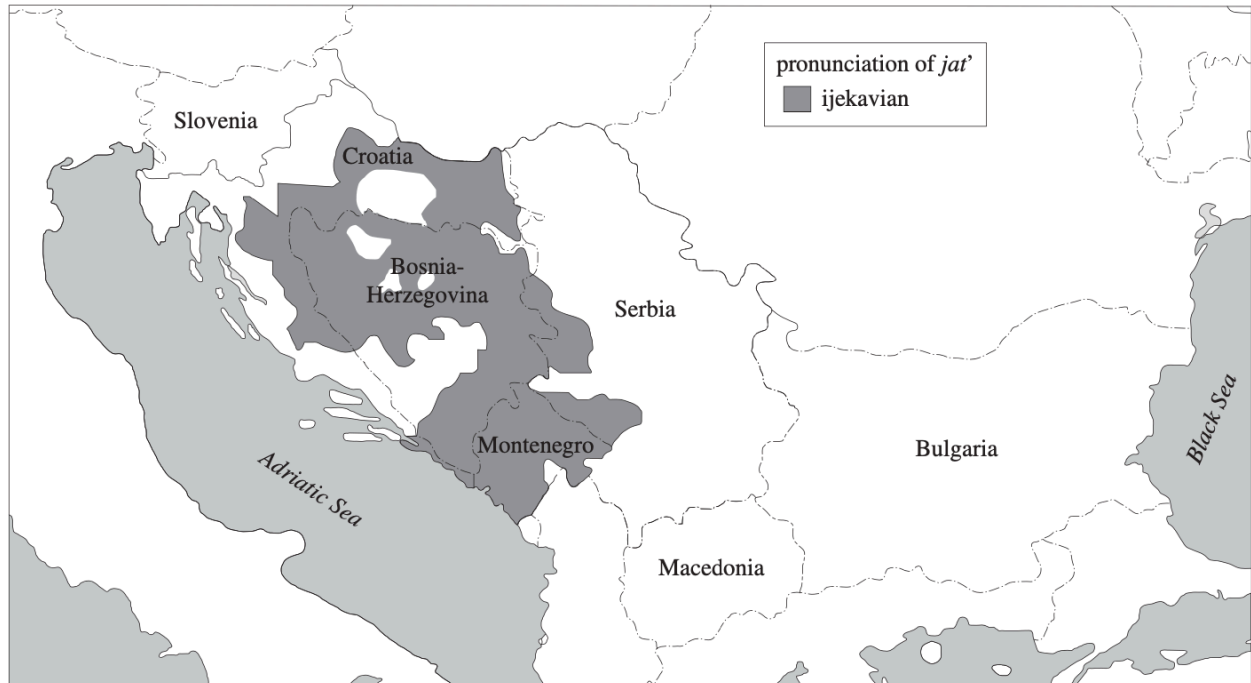 pronunciation of jat’
ijekavian
Slovenia
Croatia
Bosnia-
Herzegovina
Serbia
Montenegro
Bulgaria
Black Sea
Adriatic Sea
Macedonia